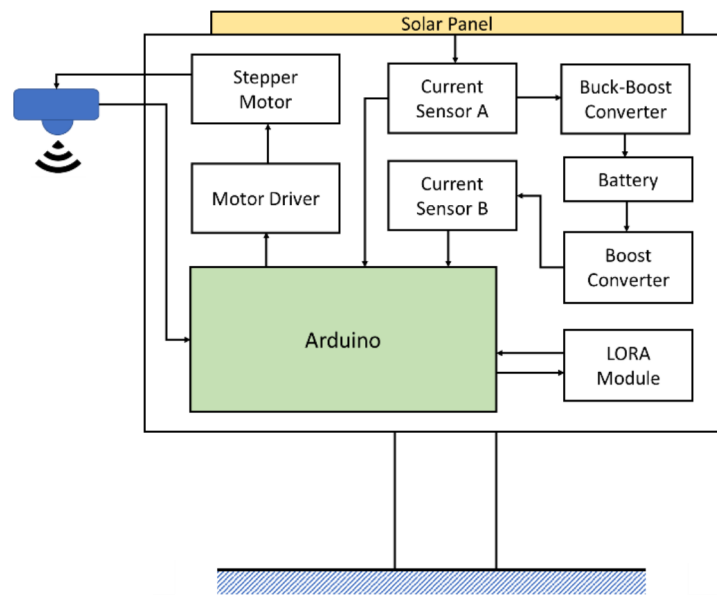 Solar Panel
Stepper
Motor
Current
Sensor A
Buck-Boost
Converter
Motor Driver
Current
Sensor B
Battery
Boost
Converter
Arduino
LORA
Module